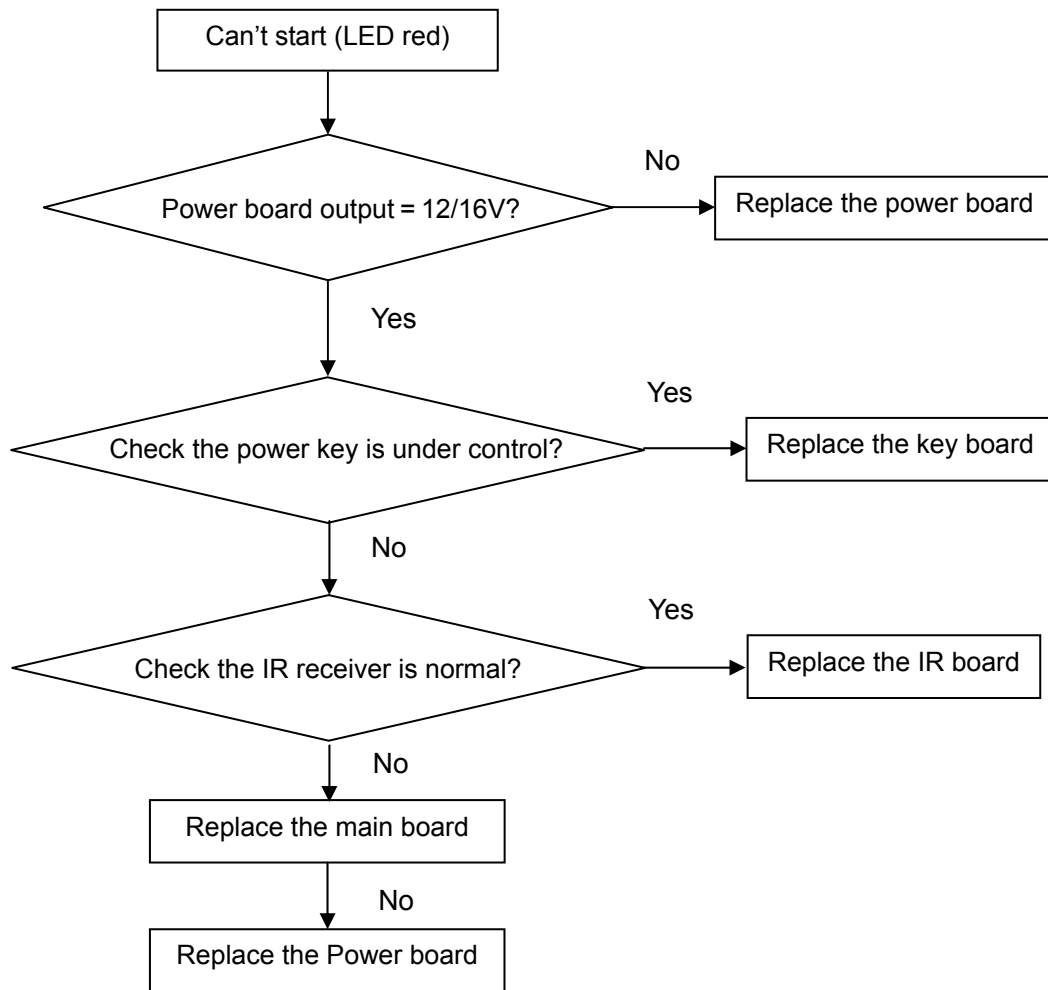 Can’t start (LED red)
No
Power board output = 12/16V?
Replace the power board
Yes
Yes
Check the power key is under control?
Replace the key board
No
Yes
Check the IR receiver is normal?
Replace the IR board
No
Replace the main board
No
Replace the Power board